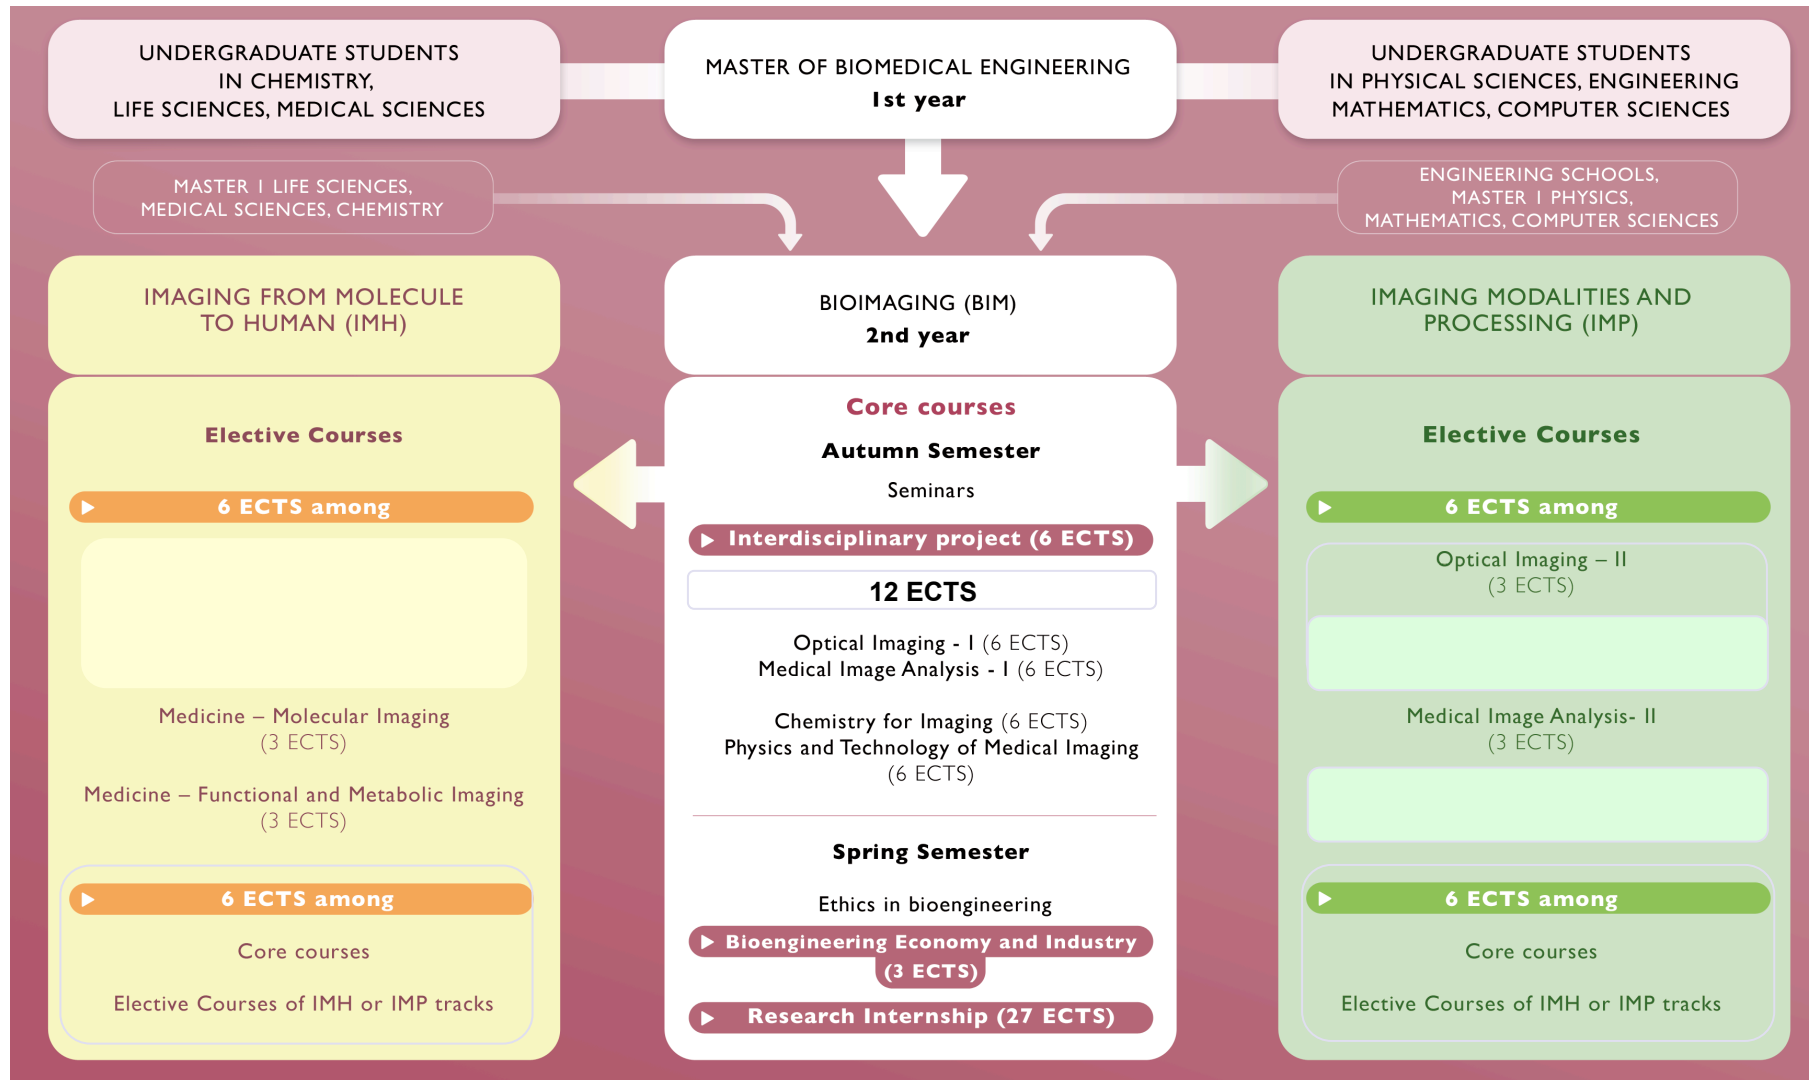 UNDERGRADUATE STUDENTS
IN CHEMISTRY,
LIFE SCIENCES, MEDICAL SCIENCES
MASTER OF BIOMEDICAL ENGINEERING
1st year
UNDERGRADUATE STUDENTS
IN PHYSICAL SCIENCES, ENGINEERING
MATHEMATICS, COMPUTER SCIENCES
MASTER 1 LIFE SCIENCES,
MEDICAL SCIENCES, CHEMISTRY
ENGINEERING SCHOOLS,
MASTER 1 PHYSICS,
MATHEMATICS, COMPUTER SCIENCES
IMAGING FROM MOLECULE
TO HUMAN (IMH)
Elective Courses
6 ECTS among
Medicine – Molecular Imaging
(3 ECTS)
Medicine – Functional and Metabolic Imaging
(3 ECTS)
6 ECTS among
Core courses
Elective Courses of IMH or IMP tracks
BIOIMAGING (BIM)
2nd year
Core courses
Autumn Semester
Seminars
Interdisciplinary project (6 ECTS)
12 ECTS
Optical Imaging - I (6 ECTS)
Medical Image Analysis - I (6 ECTS)
Chemistry for Imaging (6 ECTS)
Physics and Technology of Medical Imaging
(6 ECTS)
Spring Semester
Ethics in bioengineering
Bioengineering Economy and Industry
(3 ECTS)
Research Internship (27 ECTS)
IMAGING MODALITIES AND
PROCESSING (IMP)
Elective Courses
6 ECTS among
Optical Imaging – II
(3 ECTS)
Medical Image Analysis- II
(3 ECTS)
6 ECTS among
Core courses
Elective Courses of IMH or IMP tracks